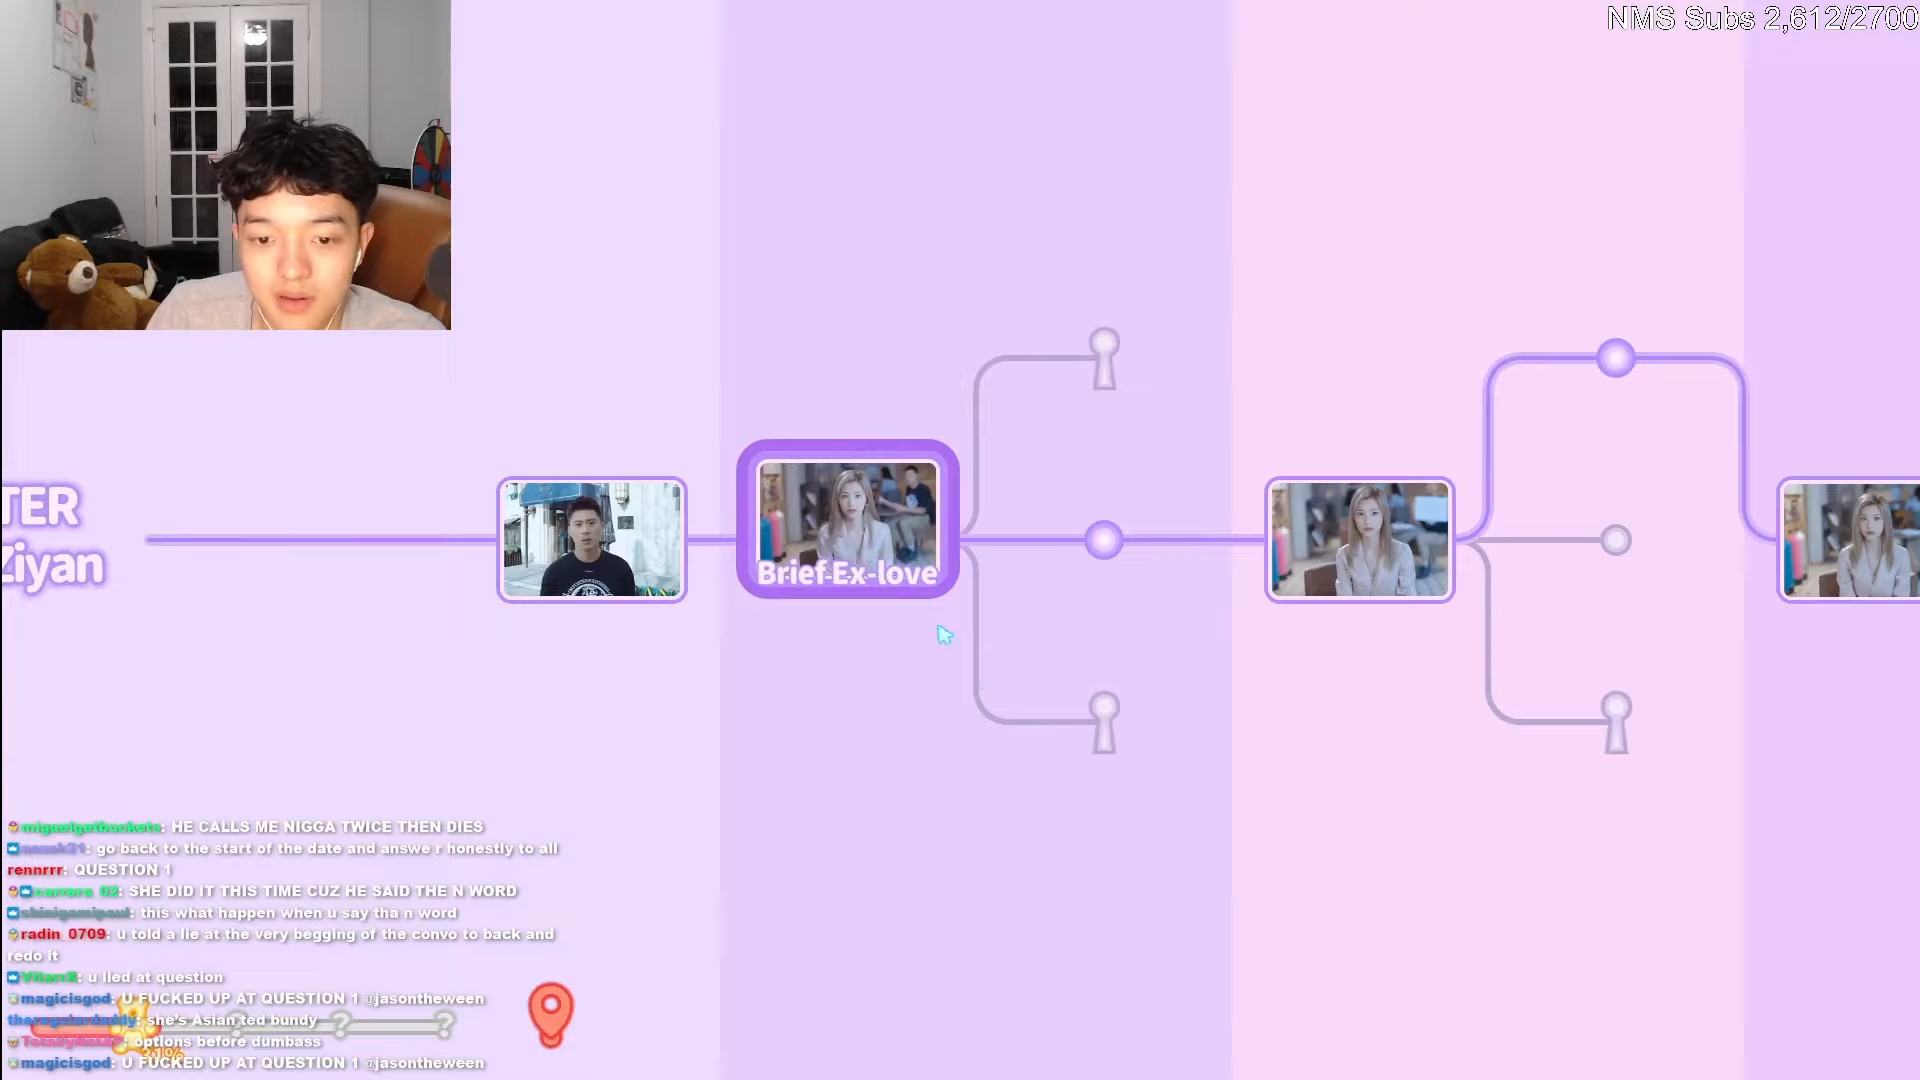 NMS Subs 2,612/2700
TER
Ziyan
Brief-Ex-love
miguelgetbuckets: HE CALLS ME NIGGA TWICE THEN DIES
: go back to the start of the date and answe r honestly to all
rennrrr: QUESTION 1
carrera_02: SHE DID IT THIS TIME CUZ HE SAID THE N WORD
shinigamipaul: this what happen when u say tha n word
radin_0709: u told a lie at the very begging of the convo to back and
redo it
: u lied at question
magicisgod: U FUCKED UP AT QUESTION 1 @jasontheween
: she's Asian ted bundy
: options before dumbass
magicisgod: U FUCKED UP AT QUESTION 1 @jasontheween